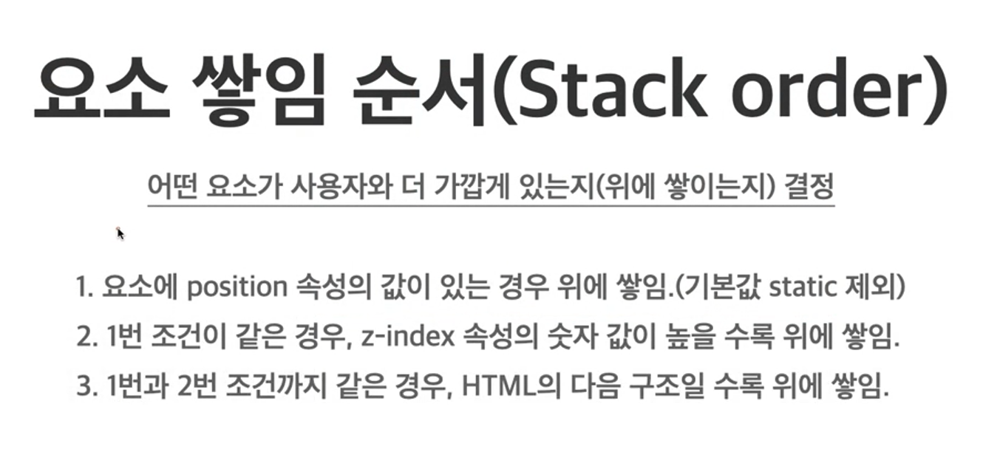 요소 쌓임 순서(Stack order)
어떤 요소가 사용자와 더 가깝게 있는지(위에 쌓이는지) 결정
1. 요소에 position 속성의 값이 있는 경우 위에 쌓임.(기본값 static 제외)
2. 1번 조건이 같은 경우, z-index 속성의 숫자 값이 높을 수록 위에 쌓임.
3. 1번과 2번 조건까지 같은 경우, HTML의 다음 구조일 수록 위에 쌓임.